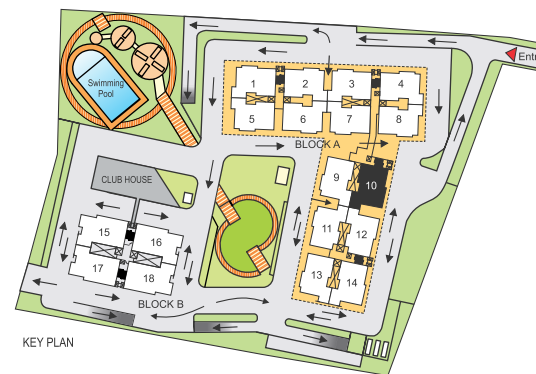 Entr
Swimming
Pool
1 2 3 4
5 6 7 8
BLOCK A
9 10
CLUB HOUSE
11 12
15 16
17 18
13 14
BLOCK B
KEY PLAN